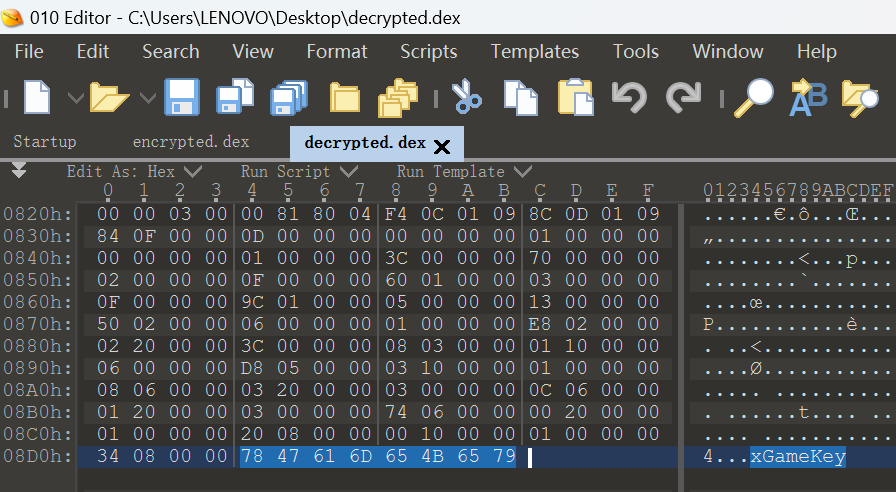 010 Editor - C:\Users\LENOVO\Desktop\decrypted.dex
File Edit Search View Format Scripts Templates Tools Window Help
Startup encrypted.dex decrypted.dex
Edit As: Hex Run Script Run Template
0 1 2 3 4 5 6 7 8 9 A B C D E F 0123456789ABCDEF
0820h: 00 00 03 00 00 81 80 04 F4 0C 01 09 8C 0D 01 09 ......€.ô...Œ...
0830h: 84 0F 00 00 0D 00 00 00 00 00 00 00 01 00 00 00 „...............
0840h: 00 00 00 00 01 00 00 00 3C 00 00 00 70 00 00 00 ........<...p...
0850h: 02 00 00 00 0F 00 00 00 60 01 00 00 03 00 00 00 ........`.......
0860h: 0F 00 00 00 9C 01 00 00 05 00 00 00 13 00 00 00 ....œ...........
0870h: 50 02 00 00 06 00 00 00 01 00 00 00 E8 02 00 00 P...........è...
0880h: 02 20 00 00 3C 00 00 00 08 03 00 00 01 10 00 00 . ..<...........
0890h: 06 00 00 00 D8 05 00 00 03 10 00 00 01 00 00 00 ....Ø...........
08A0h: 08 06 00 00 03 20 00 00 03 00 00 00 0C 06 00 00 ..... ..........
08B0h: 01 20 00 00 03 00 00 00 74 06 00 00 00 20 00 00 . ......t.... ..
08C0h: 01 00 00 00 20 08 00 00 00 10 00 00 01 00 00 00 .... ...........
08D0h: 34 08 00 00 78 47 61 6D 65 4B 65 79 4...xGameKey